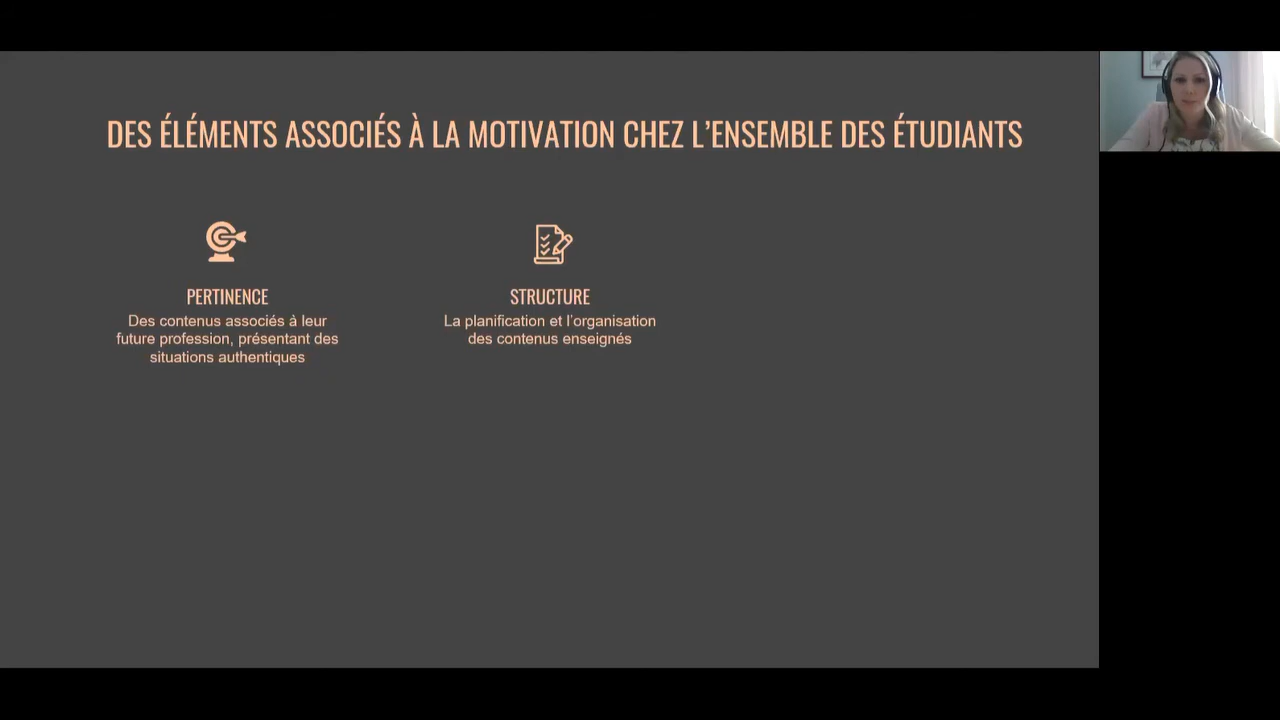 DES ÉLÉMENTS ASSOCIÉS À LA MOTIVATION CHEZ L'ENSEMBLE DES ÉTUDIANTS
PERTINENCE
Des contenus associés à leur
future profession, présentant des
situations authentiques
STRUCTURE
La planification et l'organisation
des contenus enseignés